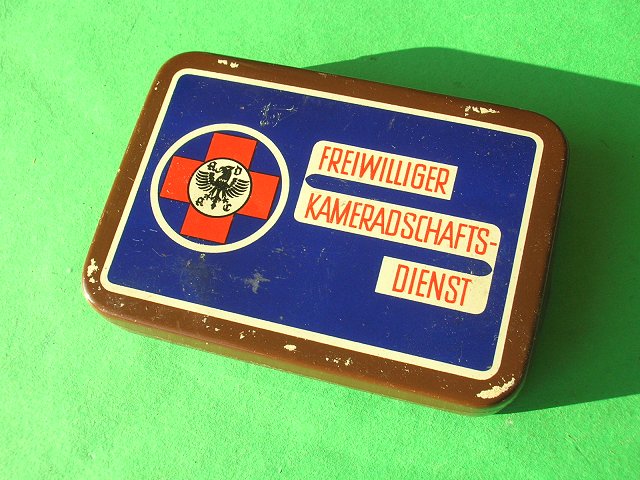 A D
A C
FREIWILLIGER
KAMERADSCHAFTS-
DIENST